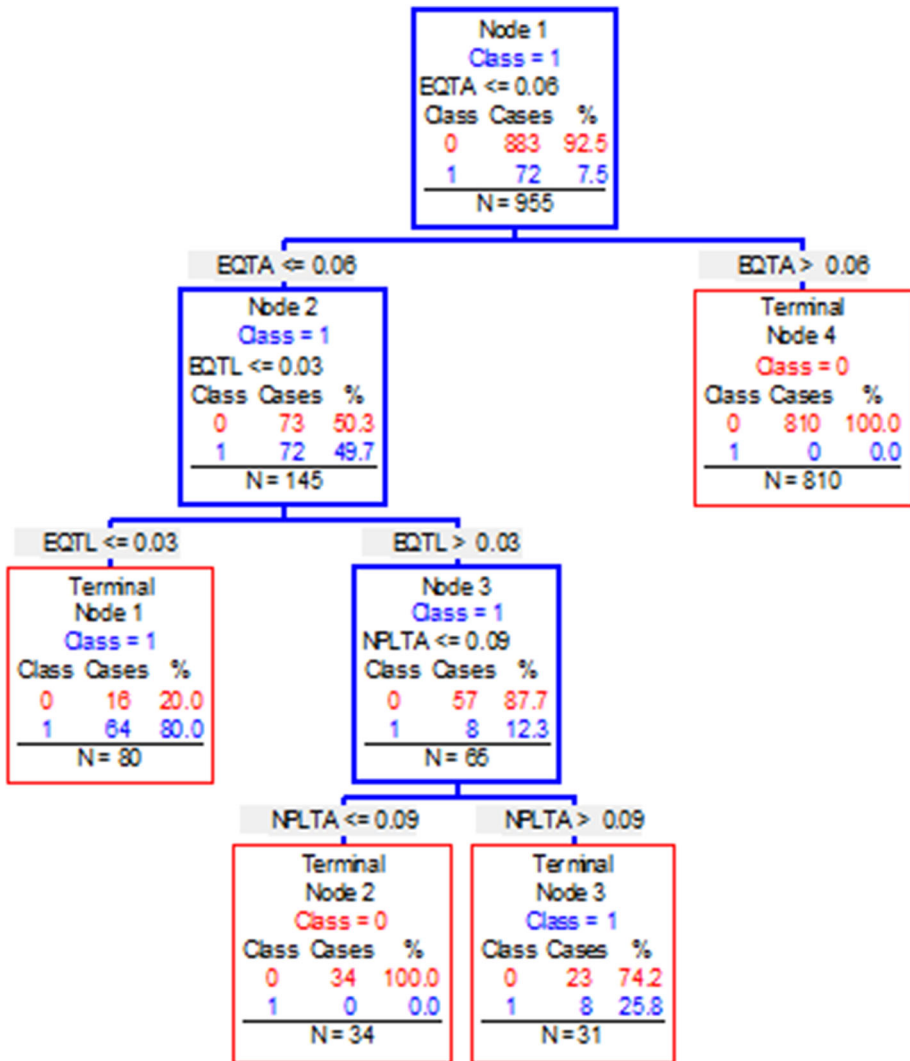 Node 1
Class = 1
EQTA <= 0.06
Class Cases %
0 883 92.5
1 72 7.5
N = 955
EQTA <= 0.06
EQTA > 0.06
Node 2
Class = 1
EQTL <= 0.03
Class Cases %
0 73 50.3
1 72 49.7
N = 145
Terminal
Node 4
Class = 0
Class Cases %
0 810 100.0
1 0 0.0
N = 810
EQTL <= 0.03
EQTL > 0.03
Terminal
Node 1
Class = 1
Class Cases %
0 16 20.0
1 64 80.0
N = 80
Node 3
Class = 1
NPLTA <= 0.09
Class Cases %
0 57 87.7
1 8 12.3
N = 65
NPLTA <= 0.09
NPLTA > 0.09
Terminal
Node 2
Class = 0
Class Cases %
0 34 100.0
1 0 0.0
N = 34
Terminal
Node 3
Class = 1
Class Cases %
0 23 74.2
1 8 25.8
N = 31